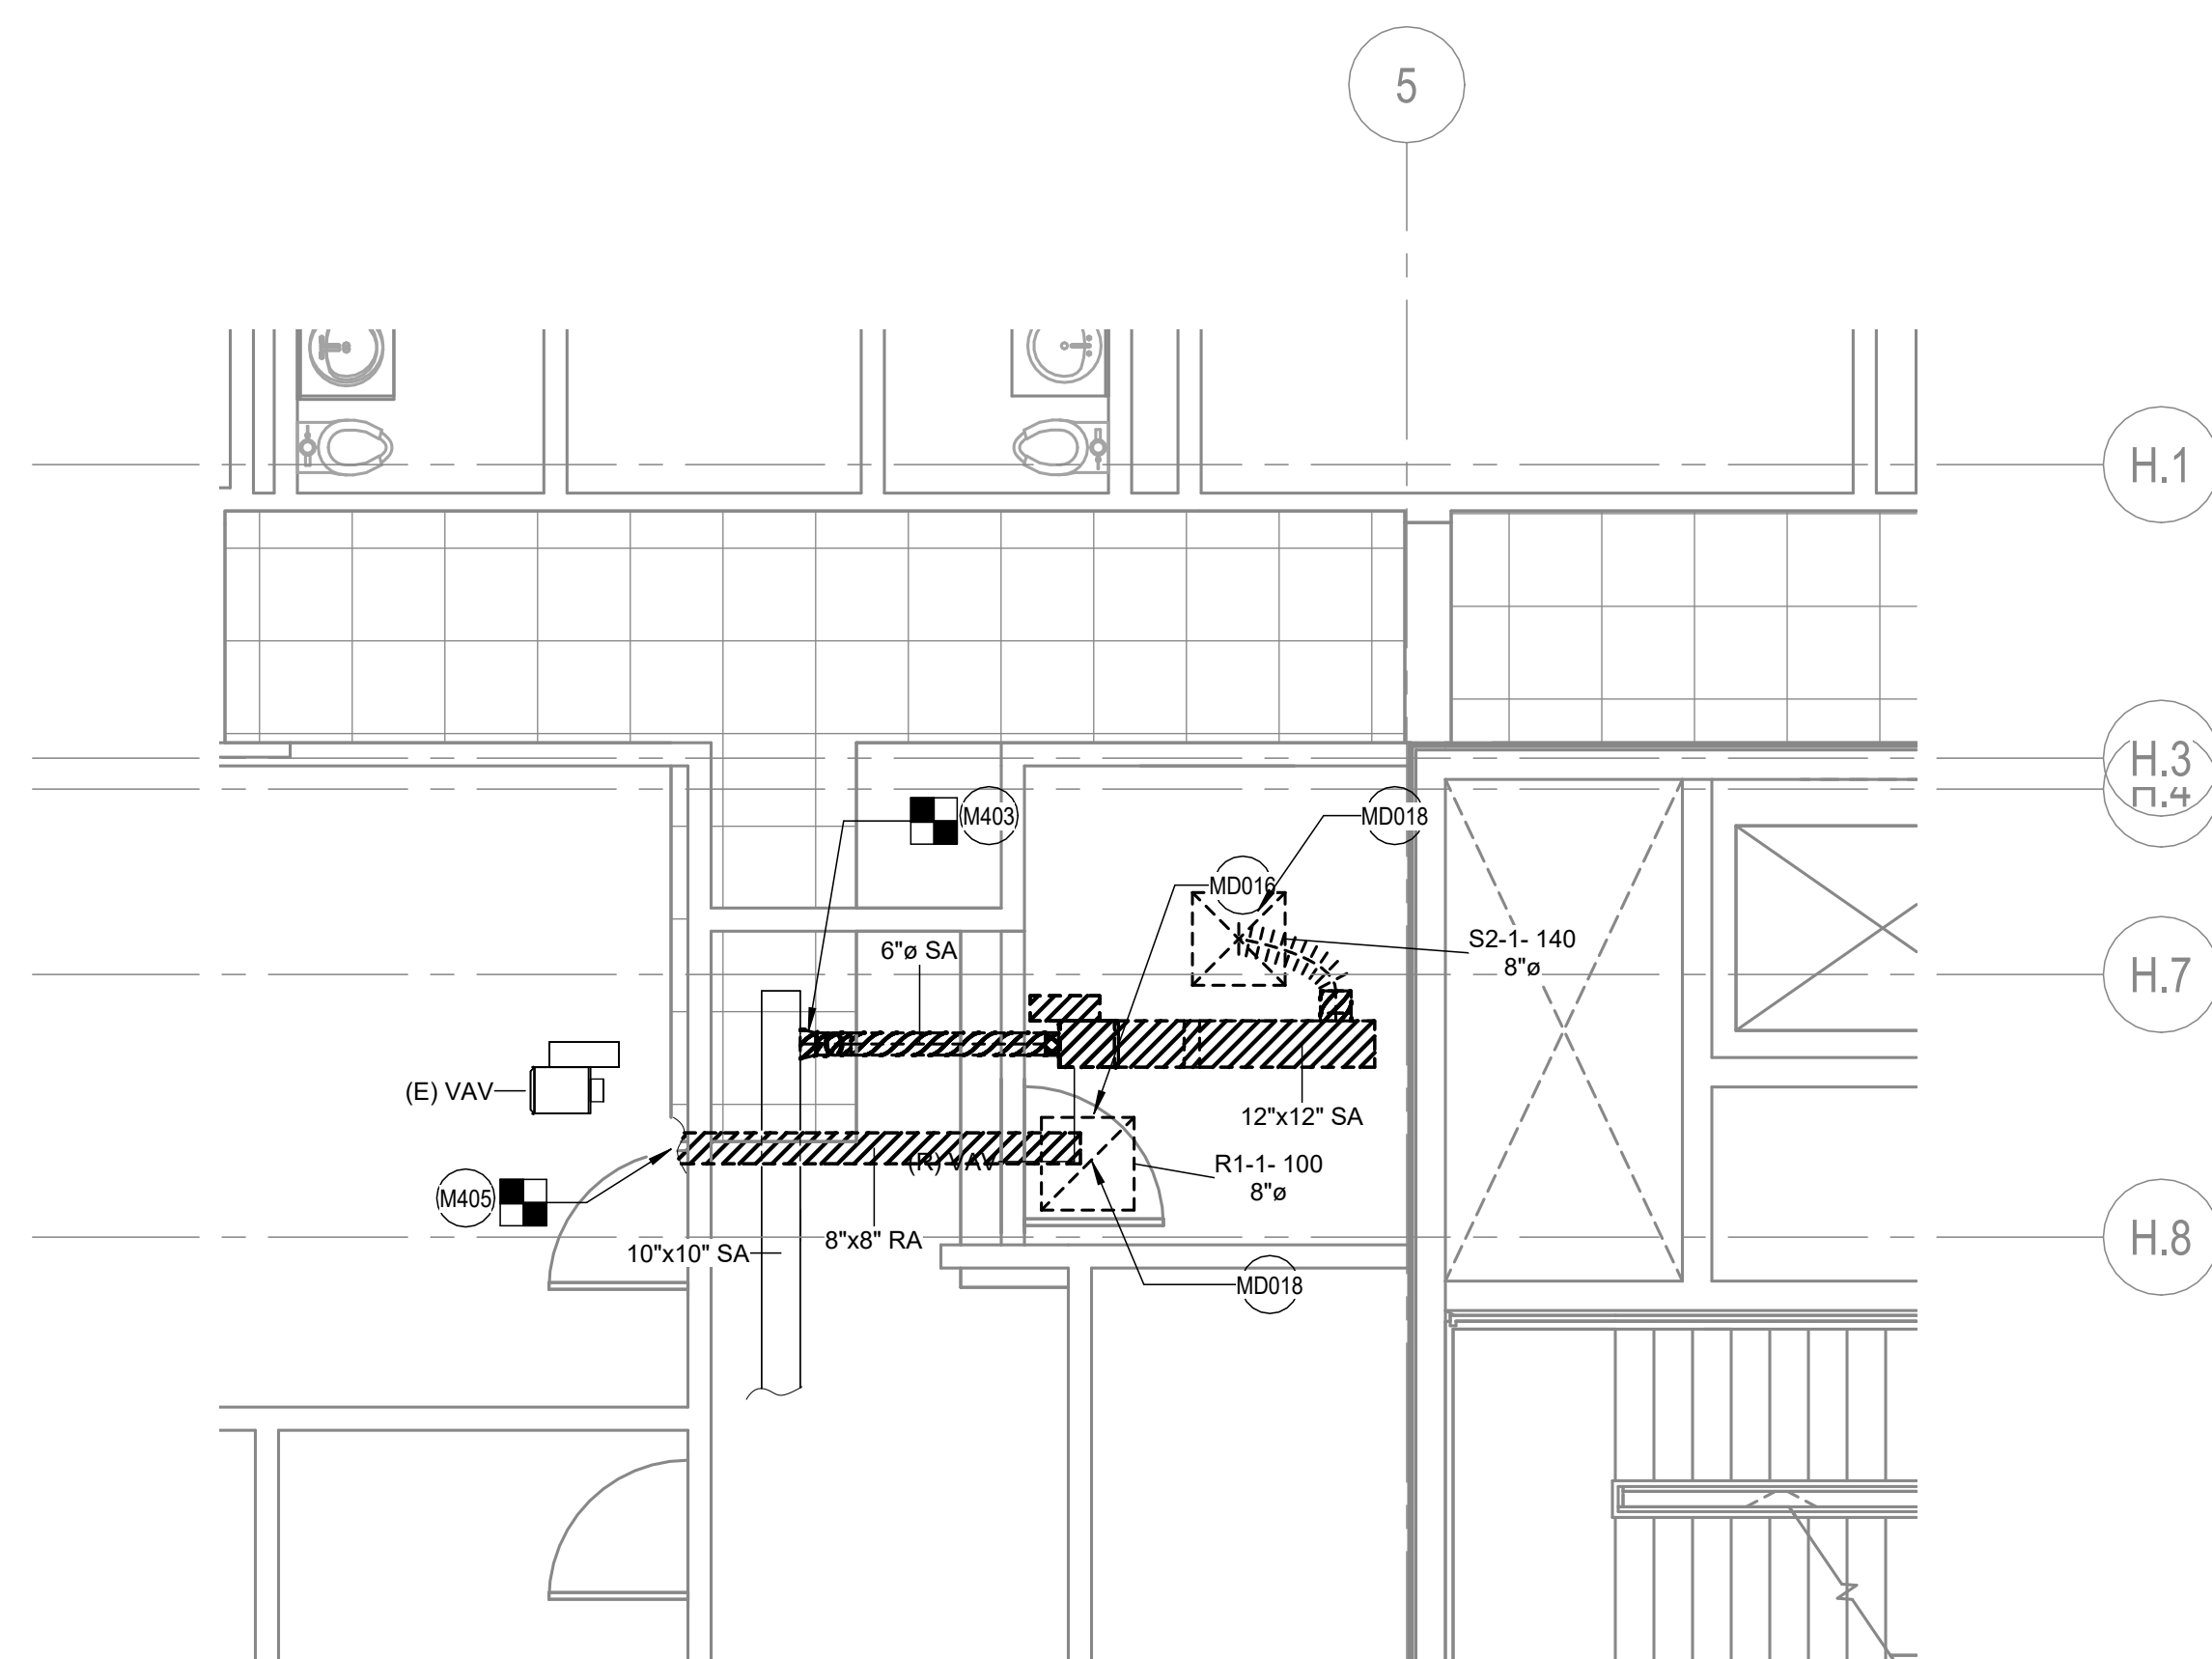 5
H.1
H.3
H.4
M403
MD018
MD016
6"ø SA
S2-1- 140
8"ø
H.7
(E) VAV
12"x12" SA
(R) VAV
R1-1- 100
8"ø
M405
10"x10" SA
8"x8" RA
H.8
MD018